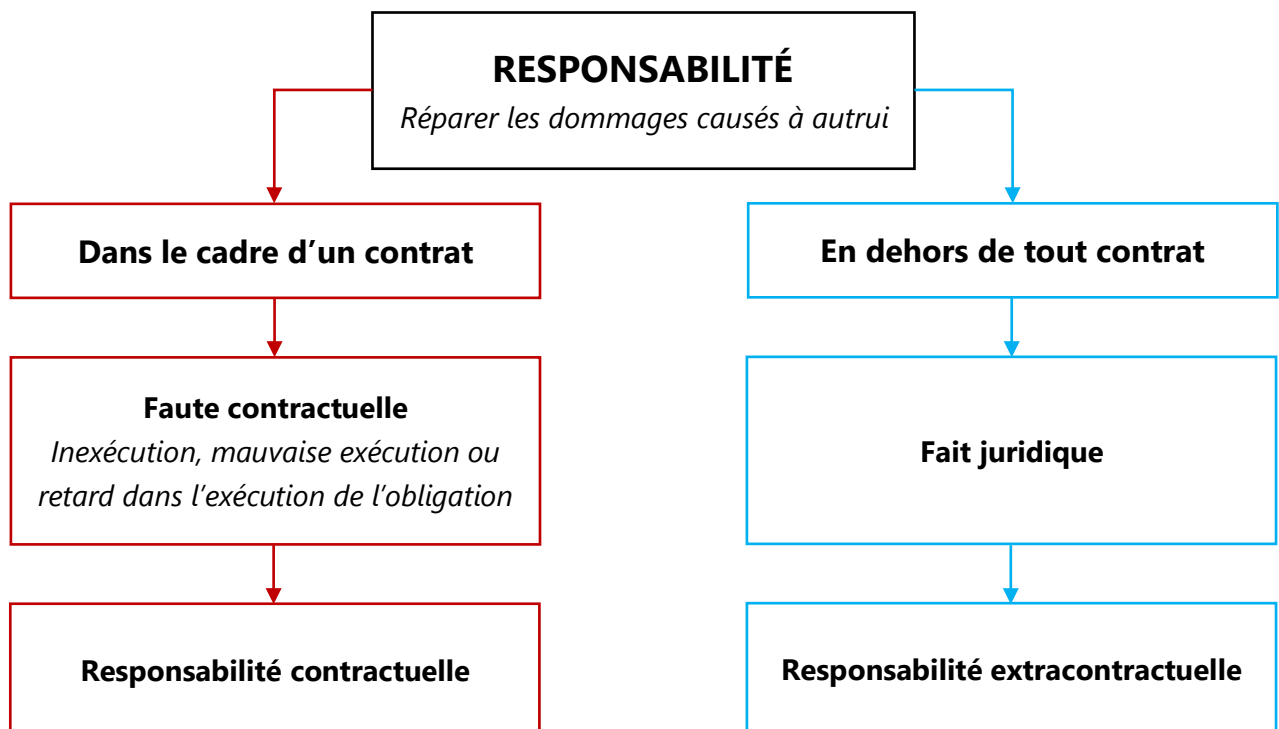 RESPONSABILITÉ
Réparer les dommages causés à autrui
Dans le cadre d’un contrat
En dehors de tout contrat
Faute contractuelle
Inexécution, mauvaise exécution ou
retard dans l’exécution de l’obligation
Fait juridique
Responsabilité contractuelle
Responsabilité extracontractuelle